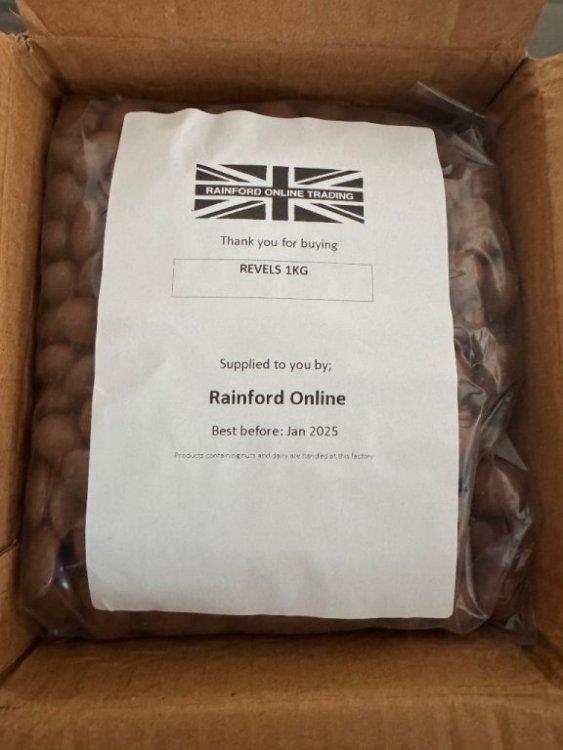 RAINFORD ONLINE TRADING
Thank you for buying
REVELS 1KG
Supplied to you by;
Rainford Online
Best before: Jan 2025
Products containing nuts and dairy are handled at this factory